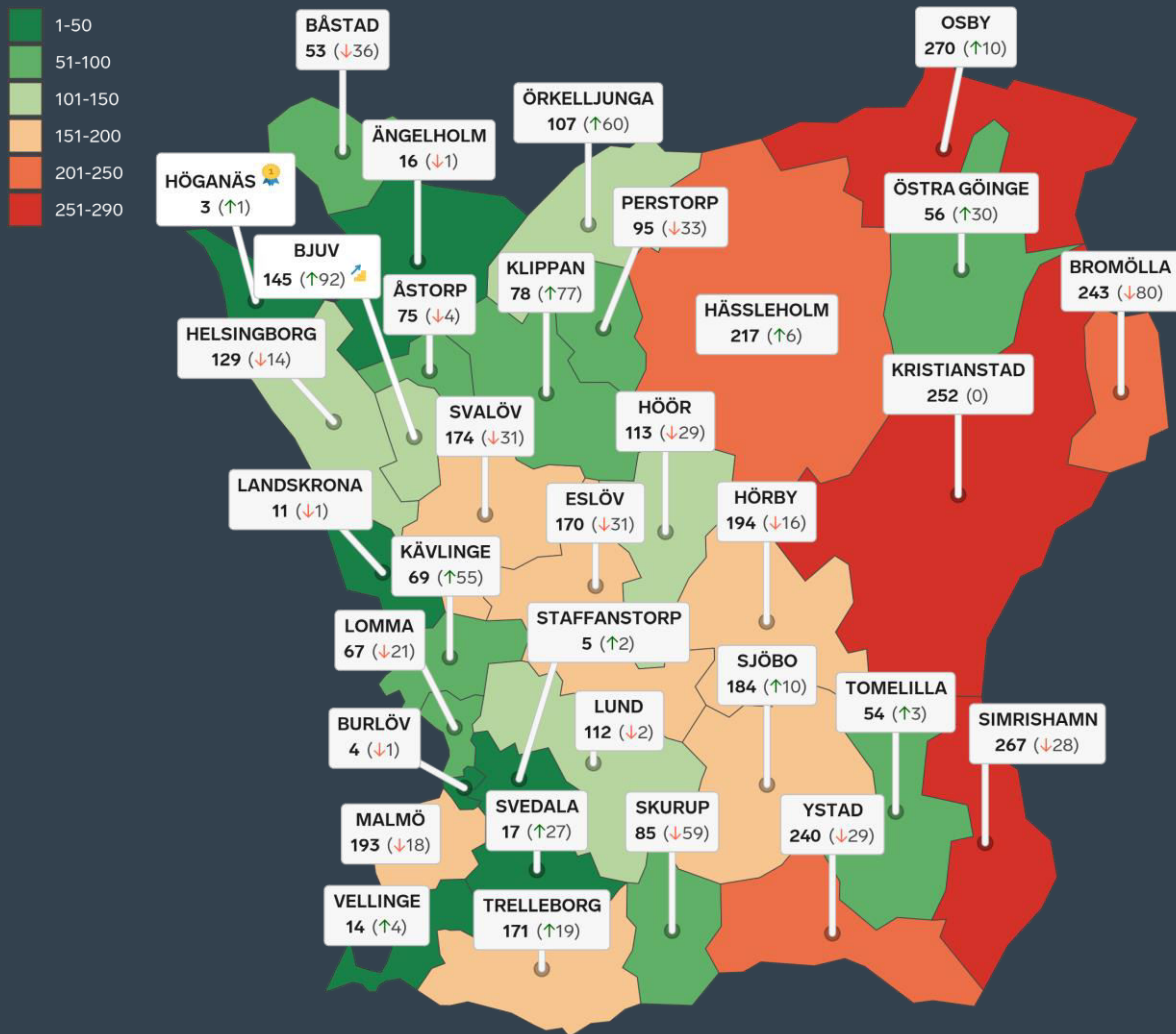 1-50
51-100
101-150
151-200
201-250
251-290
BÅSTAD
53 (↓36)
OSBY
270 (↑10)
ÖRKELLJUNGA
107 (↑60)
ÄNGELHOLM
16 (↓1)
HÖGANÄS
3 (↑1)
ÖSTRA GÖINGE
56 (↑30)
PERSTORP
95 (↓33)
BJUV
145 (↑92)
KLIPPAN
78 (↑77)
BROMÖLLA
243 (↓80)
ÅSTORP
75 (↓4)
HÄSSLEHOLM
217 (↑6)
HELSINGBORG
129 (↓14)
KRISTIANSTAD
252 (0)
SVALÖV
174 (↓31)
HÖÖR
113 (↓29)
LANDSKRONA
11 (↓1)
ESLÖV
170 (↓31)
HÖRBY
194 (↓16)
KÄVLINGE
69 (↑55)
STAFFANSTORP
5 (↑2)
LOMMA
67 (↓21)
SJÖBO
184 (↑10)
TOMELILLA
54 (↑3)
LUND
112 (↓2)
SIMRISHAMN
267 (↓28)
BURLÖV
4 (↓1)
SVEDALA
17 (↑27)
SKURUP
85 (↓59)
YSTAD
240 (↓29)
MALMÖ
193 (↓18)
VELLINGE
14 (↑4)
TRELLEBORG
171 (↑19)